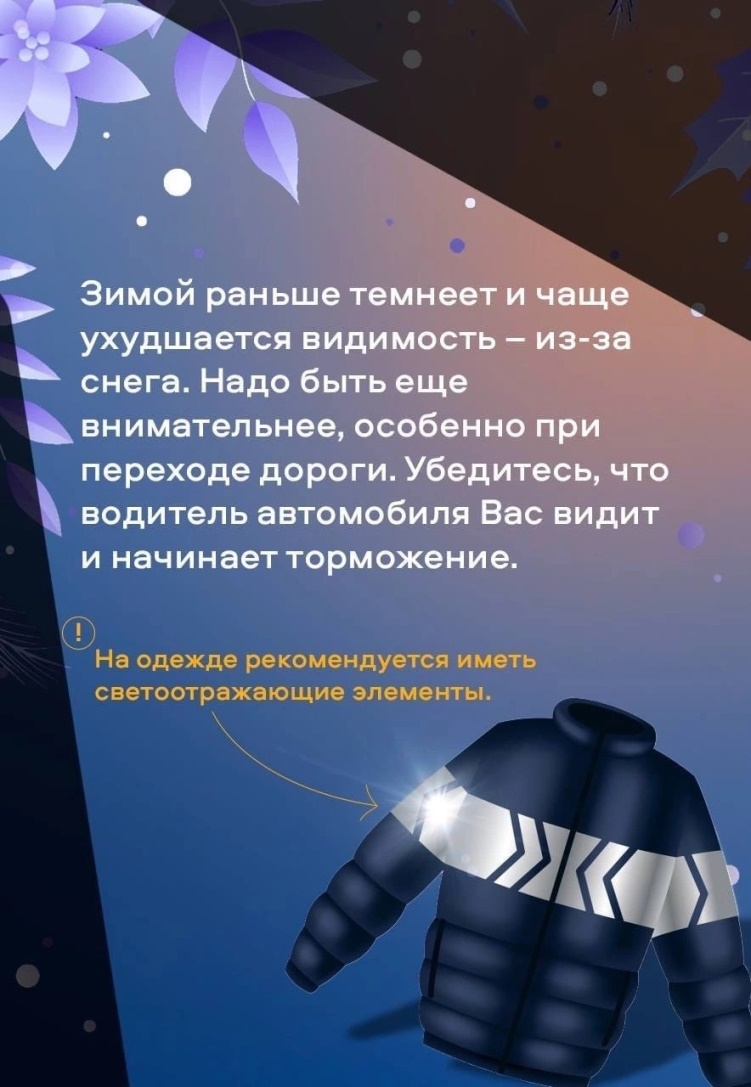 Зимой раньше темнеет и чаще
ухудшается видимость – из-за
снега. Надо быть еще
внимательнее, особенно при
переходе дороги. Убедитесь, что
водитель автомобиля Вас видит
и начинает торможение.
!
На одежде рекомендуется иметь
светоотражающие элементы.